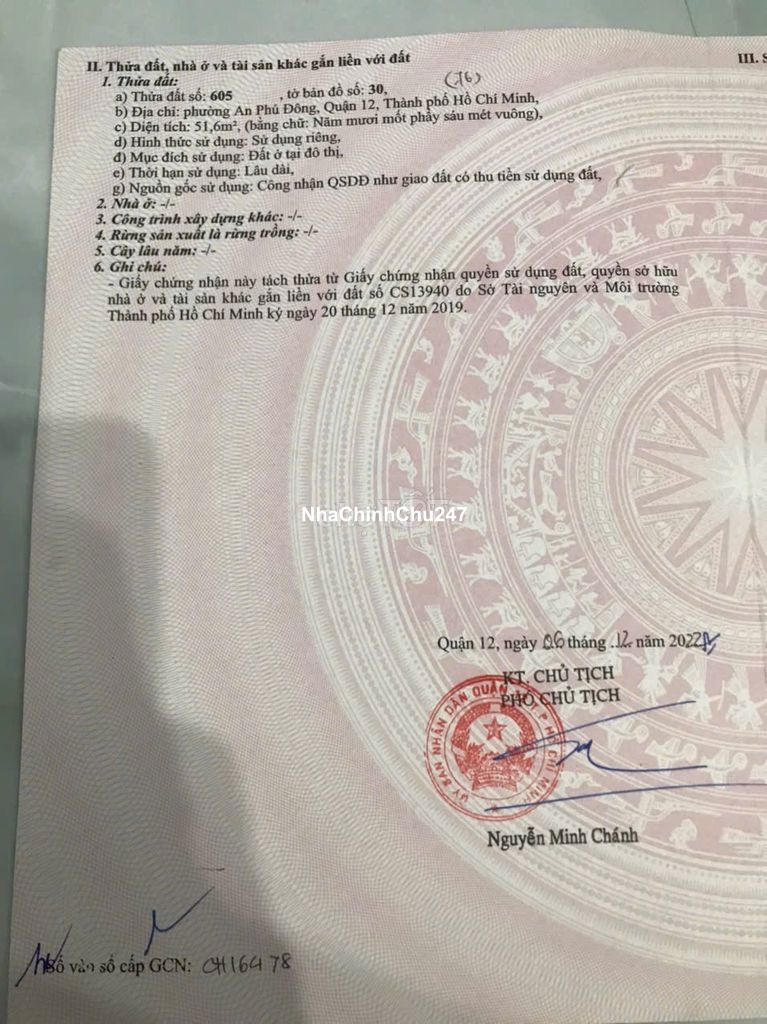 II. Thửa đất, nhà ở và tài sản khác gắn liền với đất
III. S
1. Thửa đất:
(76)
a) Thửa đất số: 605 , tờ bản đồ số: 30,
b) Địa chỉ: phường An Phú Đông, Quận 12, Thành phố Hồ Chí Minh,
c) Diện tích: 51,6m², (bằng chữ: Năm mươi mốt phẩy sáu mét vuông),
d) Hình thức sử dụng: Sử dụng riêng,
đ) Mục đích sử dụng: Đất ở tại đô thị,
e) Thời hạn sử dụng: Lâu dài,
g) Nguồn gốc sử dụng: Công nhận QSDĐ như giao đất có thu tiền sử dụng đất,
2. Nhà ở: -/-
3. Công trình xây dựng khác: -/-
4. Rừng sản xuất là rừng trồng: -/-
5. Cây lâu năm: -/-
6. Ghi chú:
- Giấy chứng nhận này tách thửa từ Giấy chứng nhận quyền sử dụng đất, quyền sở hữu
nhà ở và tài sản khác gắn liền với đất số CS13940 do Sở Tài nguyên và Môi trường
Thành phố Hồ Chí Minh ký ngày 20 tháng 12 năm 2019.
NhaChinhChu247
Quận 12, ngày 06 tháng 12 năm 2022
KT. CHỦ TỊCH
PHÓ CHỦ TỊCH
ỦY BAN NHÂN DÂN QUẬN 12 T.P HỒ CHÍ MINH
Nguyễn Minh Chánh
Số vào sổ cấp GCN: CH16478